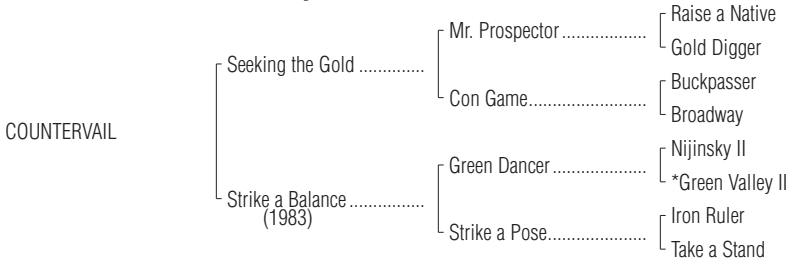 Raise a Native
Mr. Prospector...................
Gold Digger
Seeking the Gold ..............
Buckpasser
Con Game..........................
Broadway
COUNTERVAIL
Nijinsky II
Green Dancer .....................
*Green Valley II
Strike a Balance ................
(1983)
Iron Ruler
Strike a Pose......................
Take a Stand